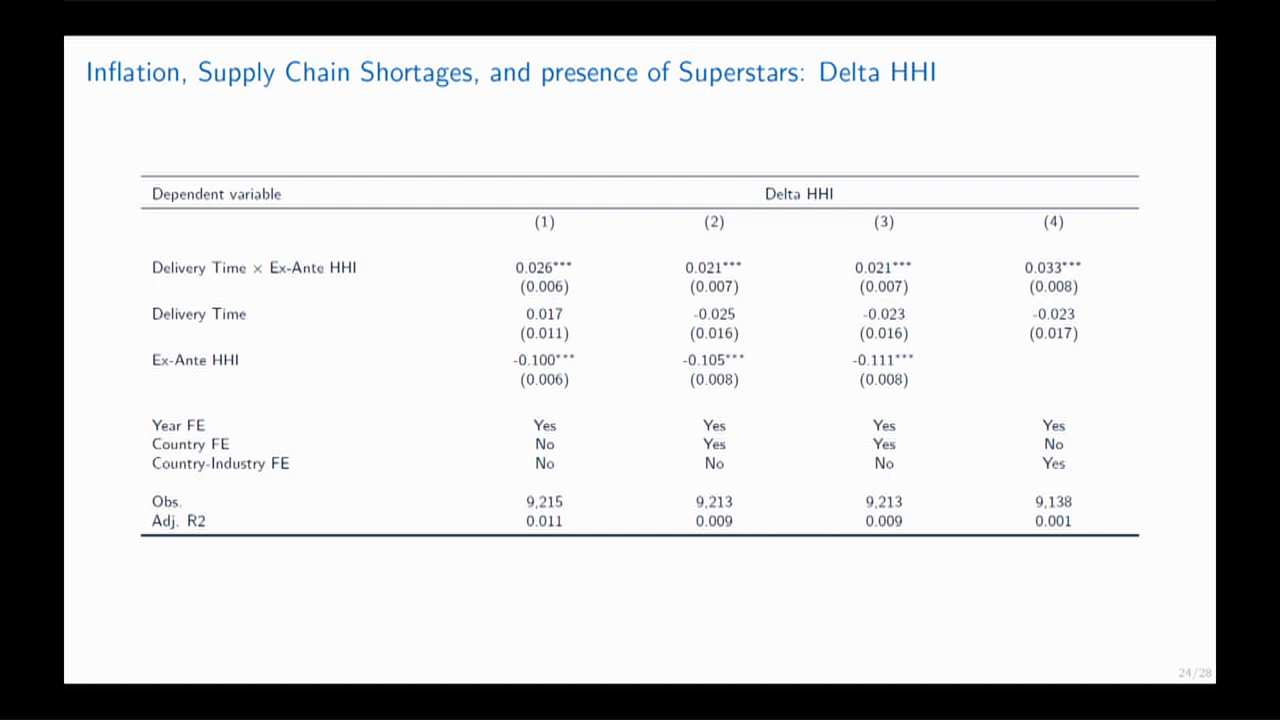 Inflation, Supply Chain Shortages, and presence of Superstars: Delta HHI
Dependent variable Delta HHI
(1) (2) (3) (4)
Delivery Time × Ex-Ante HHI 0.026*** 0.021*** 0.021*** 0.033***
(0.006) (0.007) (0.007) (0.008)
Delivery Time 0.017 -0.025 -0.023 -0.023
(0.011) (0.016) (0.016) (0.017)
Ex-Ante HHI -0.100*** -0.105*** -0.111***
(0.006) (0.008) (0.008)
Year FE Yes Yes Yes Yes
Country FE No Yes Yes No
Country-Industry FE No No No Yes
Obs. 9,215 9,213 9,213 9,138
Adj. R2 0.011 0.009 0.009 0.001
24/28